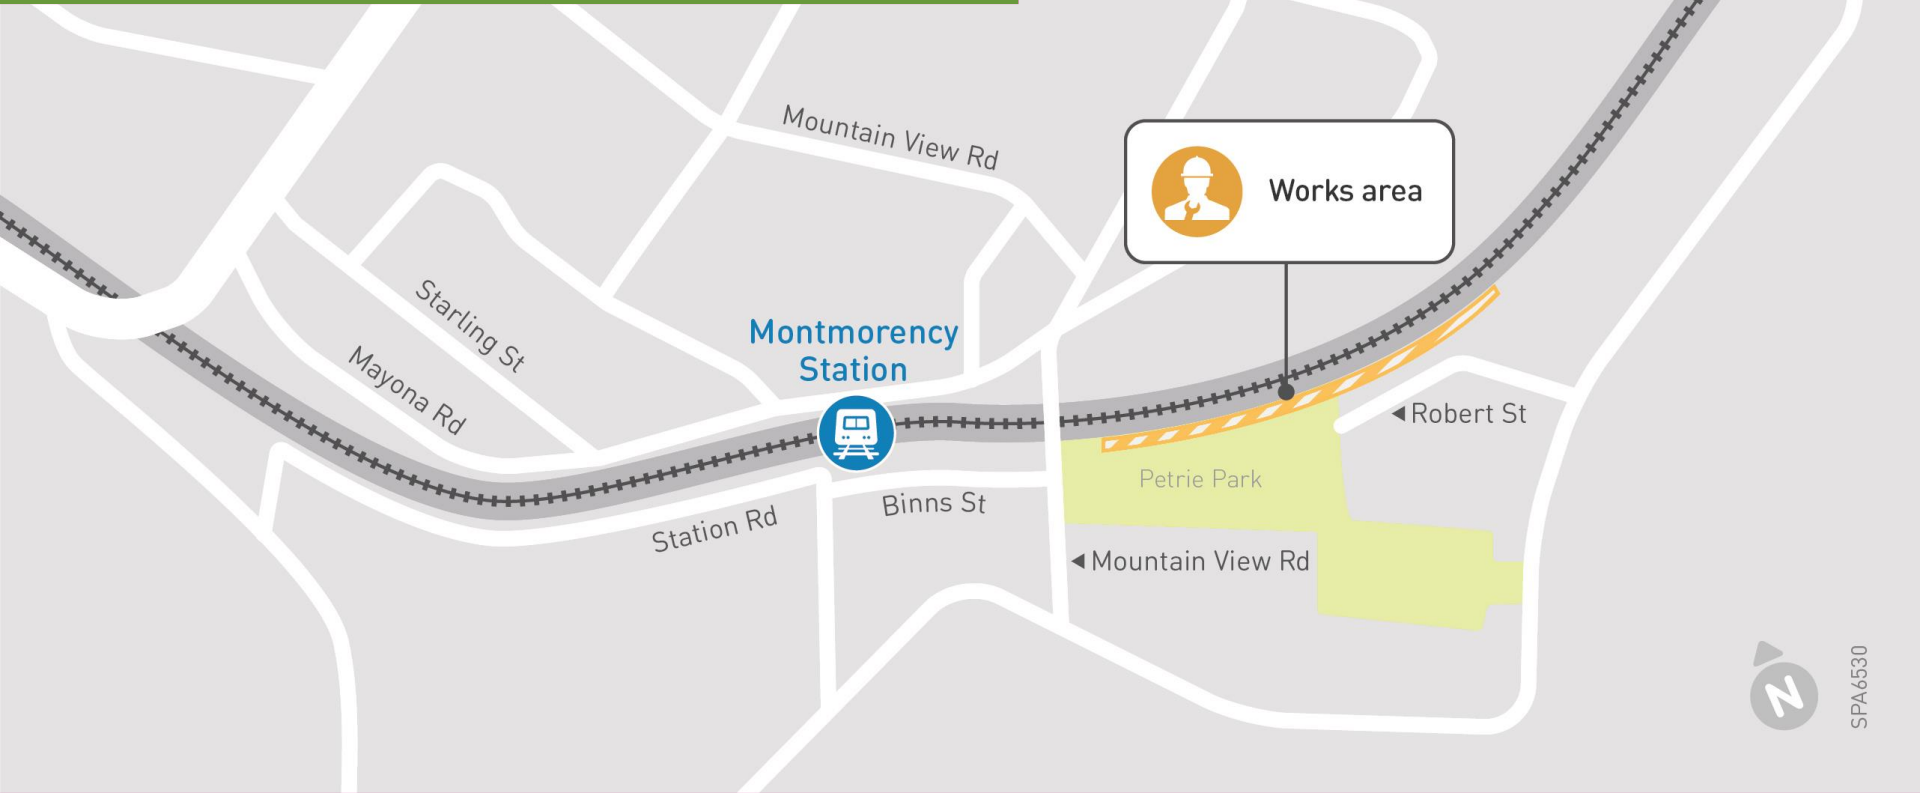 Mountain View Rd
Works area
Starling St
Montmorency
Station
Mayona Rd
Robert St
Petrie Park
Binns St
Station Rd
Mountain View Rd
N
SPA6530